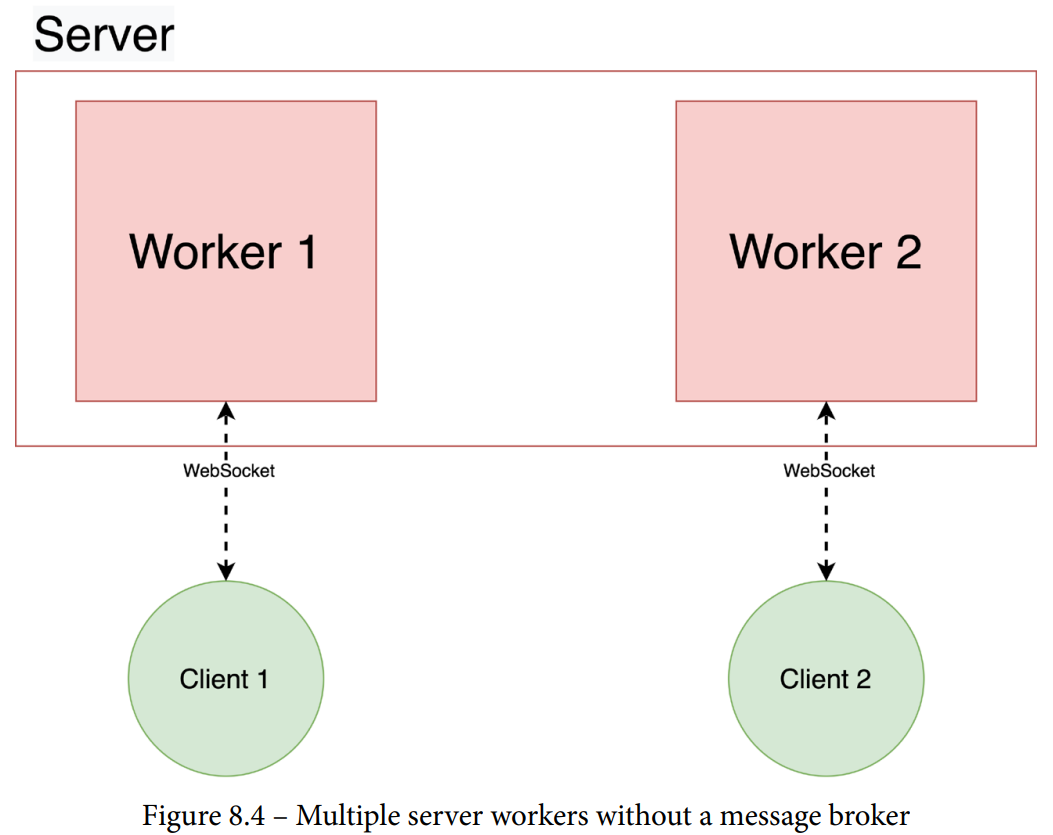 Server
Worker 1
Worker 2
WebSocket
WebSocket
Client 1
Client 2
Figure 8.4 – Multiple server workers without a message broker